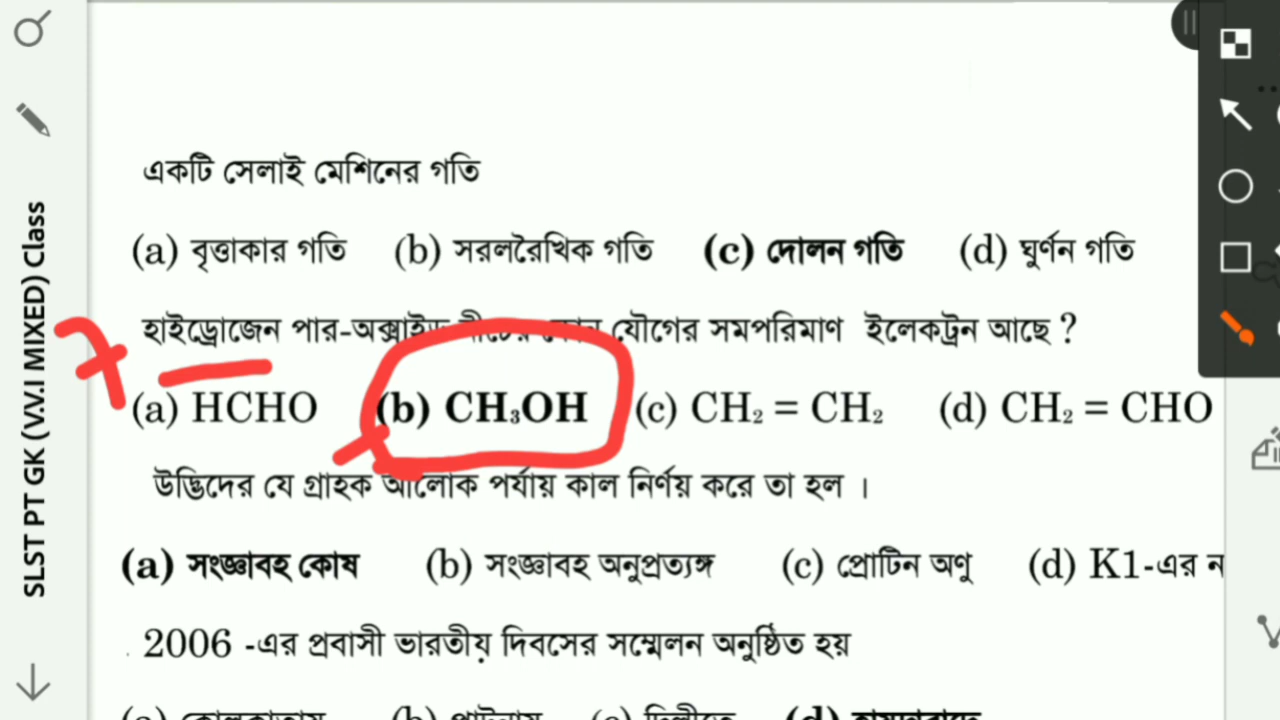 SLST PT GK (V.V.I MIXED) Class
একটি সেলাই মেশিনের গতি
(a) বৃত্তাকার গতি (b) সরলরৈখিক গতি (c) দোলন গতি (d) ঘুর্ণন গতি
হাইড্রোজেন পার-অক্সাইড নীচের কোন যৌগের সমপরিমাণ ইলেকট্রন আছে ?
(a) HCHO (b) CH₃OH (c) CH₂ = CH₂ (d) CH₂ = CHO
উদ্ভিদের যে গ্রাহক আলোক পর্যায় কাল নির্ণয় করে তা হল ।
(a) সংজ্ঞাবহ কোষ (b) সংজ্ঞাবহ অনুপ্রত্যঙ্গ (c) প্রোটিন অণু (d) K1-এর
. 2006 -এর প্রবাসী ভারতীয় দিবসের সম্মেলন অনুষ্ঠিত হয়
(a) (b) (c) (d)